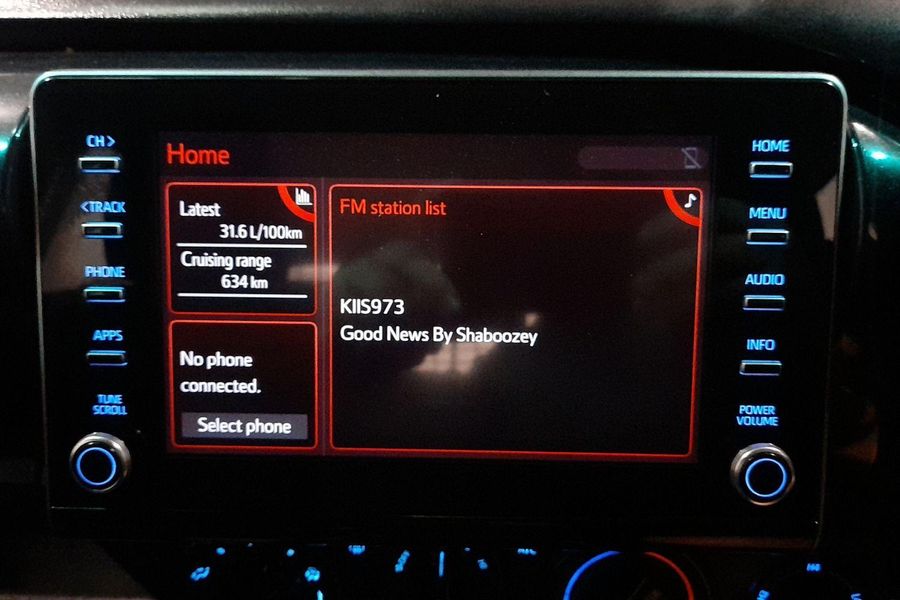 CH>
<TRACK
PHONE
APPS
TUNE
SCROLL
Home
Latest
31.6 L/100km
Cruising range
634 km
No phone
connected.
Select phone
FM station list
KIIS973
Good News By Shaboozey
HOME
MENU
AUDIO
INFO
POWER
VOLUME